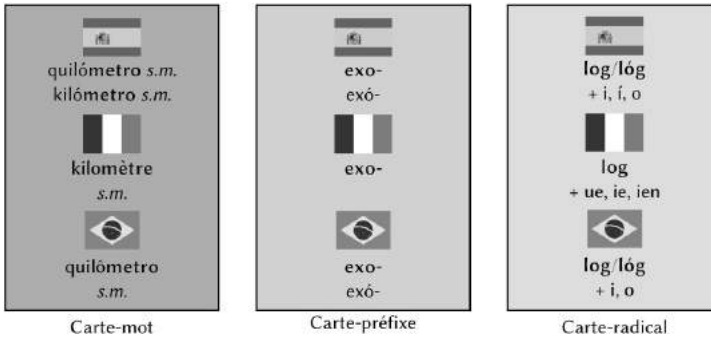 quilómetro s.m.
kilómetro s.m.
kilomètre
s.m.
quilómetro
s.m.
Carte-mot
exo-
exó-
exo-
exo-
exó-
Carte-préfixe
log/lóg
+ i, í, o
log
+ ue, ie, ien
log/lóg
+ i, o
Carte-radical